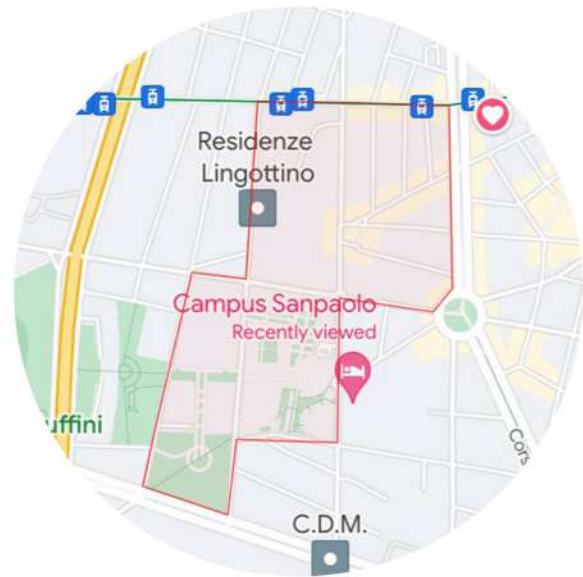 Residenze
Lingottino
Campus Sanpaolo
Recently viewed
uffini
Cors
C.D.M.